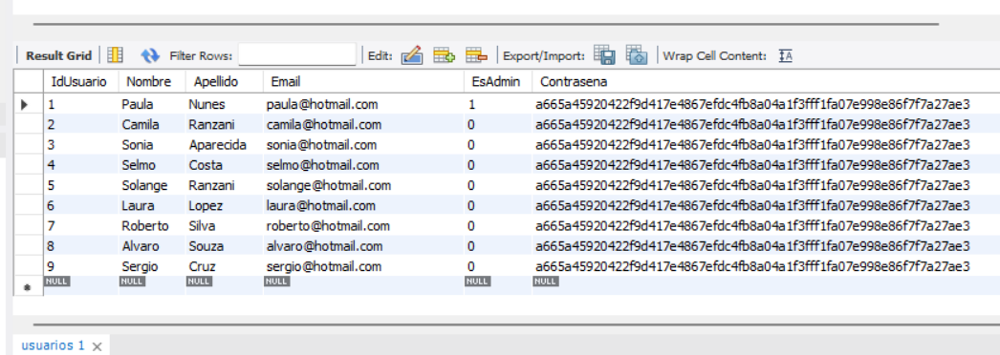 Result Grid Filter Rows: Edit: Export/Import: Wrap Cell Content: IA
IdUsuario Nombre Apellido Email EsAdmin Contrasena
1 Paula Nunes paula@hotmail.com 1 a665a45920422f9d417e4867efdc4fb8a04a1f3fff1fa07e998e86f7f7a27ae3
2 Camila Ranzani camila@hotmail.com 0 a665a45920422f9d417e4867efdc4fb8a04a1f3fff1fa07e998e86f7f7a27ae3
3 Sonia Aparecida sonia@hotmail.com 0 a665a45920422f9d417e4867efdc4fb8a04a1f3fff1fa07e998e86f7f7a27ae3
4 Selmo Costa selmo@hotmail.com 0 a665a45920422f9d417e4867efdc4fb8a04a1f3fff1fa07e998e86f7f7a27ae3
5 Solange Ranzani solange@hotmail.com 0 a665a45920422f9d417e4867efdc4fb8a04a1f3fff1fa07e998e86f7f7a27ae3
6 Laura Lopez laura@hotmail.com 0 a665a45920422f9d417e4867efdc4fb8a04a1f3fff1fa07e998e86f7f7a27ae3
7 Roberto Silva roberto@hotmail.com 0 a665a45920422f9d417e4867efdc4fb8a04a1f3fff1fa07e998e86f7f7a27ae3
8 Alvaro Souza alvaro@hotmail.com 0 a665a45920422f9d417e4867efdc4fb8a04a1f3fff1fa07e998e86f7f7a27ae3
9 Sergio Cruz sergio@hotmail.com 0 a665a45920422f9d417e4867efdc4fb8a04a1f3fff1fa07e998e86f7f7a27ae3
NULL NULL NULL NULL NULL NULL
usuarios 1